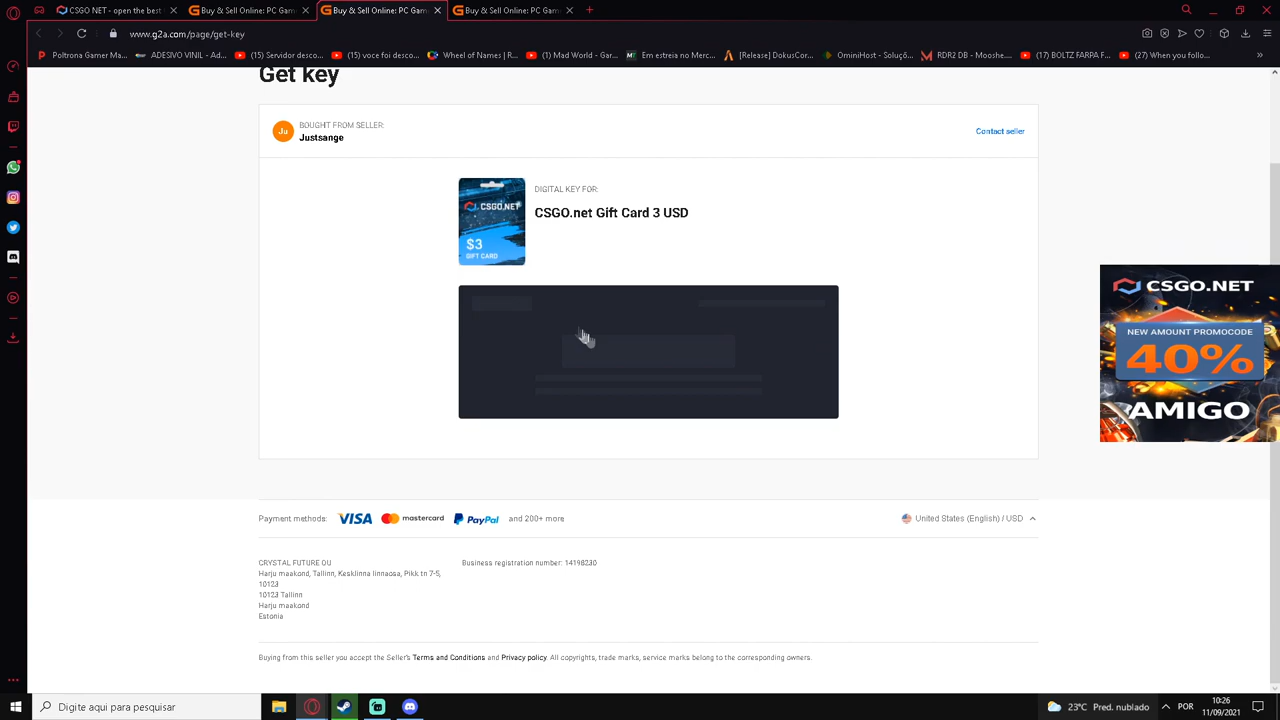 CSGO NET - open the best
Buy & Sell Online: PC Gam
Buy & Sell Online: PC Gam
Buy & Sell Online: PC Gam
www.g2a.com/page/get-key
Poltrona Gamer Ma...
ADESIVO VINIL - Ad...
(15) Servidor desco...
(15) voce foi desco...
Wheel of Names | R...
(1) Mad World - Gar...
Em estreia no Merc...
[Release] DokusCor...
OminiHost - Soluçõ...
RDR2 DB - Mooshe...
(17) BOLTZ FARPA F...
(27) When you follo...
Get key
Ju
BOUGHT FROM SELLER:
Justsange
Contact seller
CSGO.NET
$3
GIFT CARD
DIGITAL KEY FOR:
CSGO.net Gift Card 3 USD
CSGO.NET
NEW AMOUNT PROMOCODE
40%
AMIGO
Payment methods:
VISA
mastercard
PayPal
and 200+ more
United States (English) / USD
CRYSTAL FUTURE OU
Harju maakond, Tallinn, Kesklinna linnaosa, Pikk tn 7-5,
10123
10123 Tallinn
Harju maakond
Estonia
Business registration number: 14198230
Buying from this seller you accept the Seller's Terms and Conditions and Privacy policy. All copyrights, trade marks, service marks belong to the corresponding owners.
Digite aqui para pesquisar
23°C Pred. nublado
POR
10:26
11/09/2021